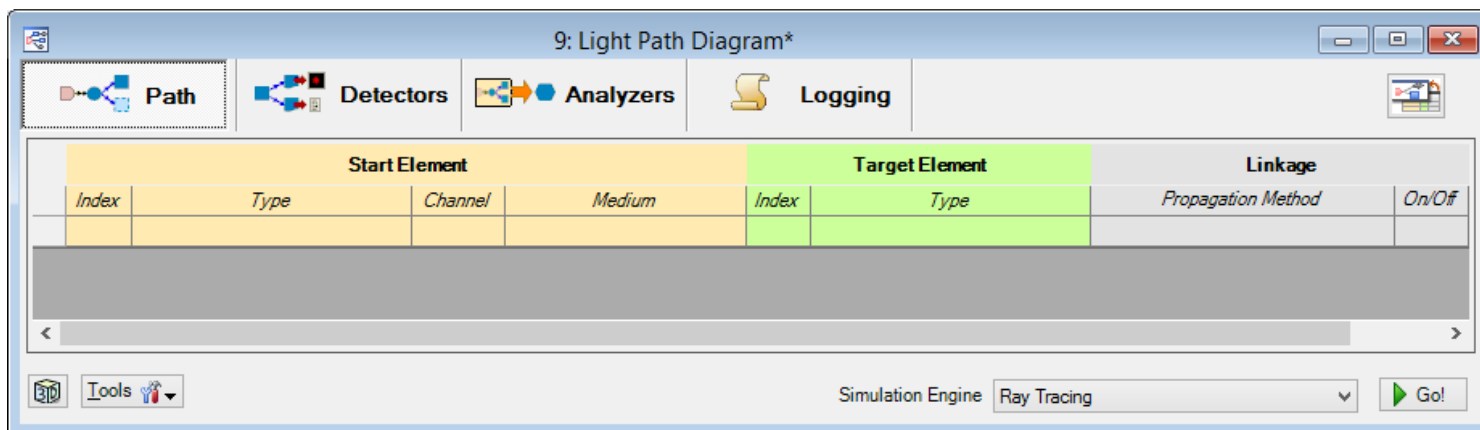 9: Light Path Diagram*
Path Detectors Analyzers Logging
Start Element Target Element Linkage
Index Type Channel Medium Index Type Propagation Method On/Off
3D Tools Simulation Engine Ray Tracing Go!